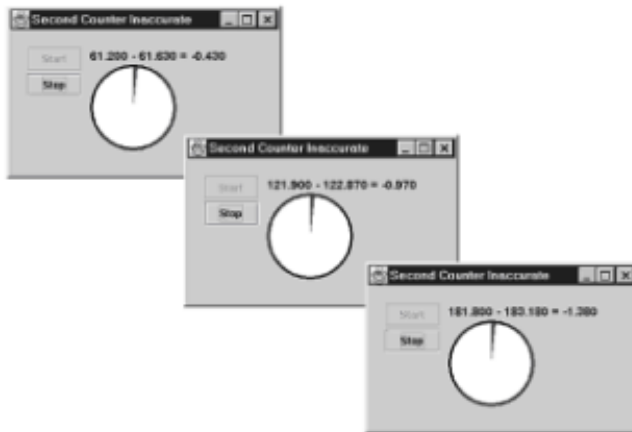 Second Counter Inaccurate
Start
61.200 - 61.630 = -0.430
Stop
Second Counter Inaccurate
Start
121.900 - 122.870 = -0.970
Stop
Second Counter Inaccurate
Start
181.800 - 183.180 = -1.380
Stop